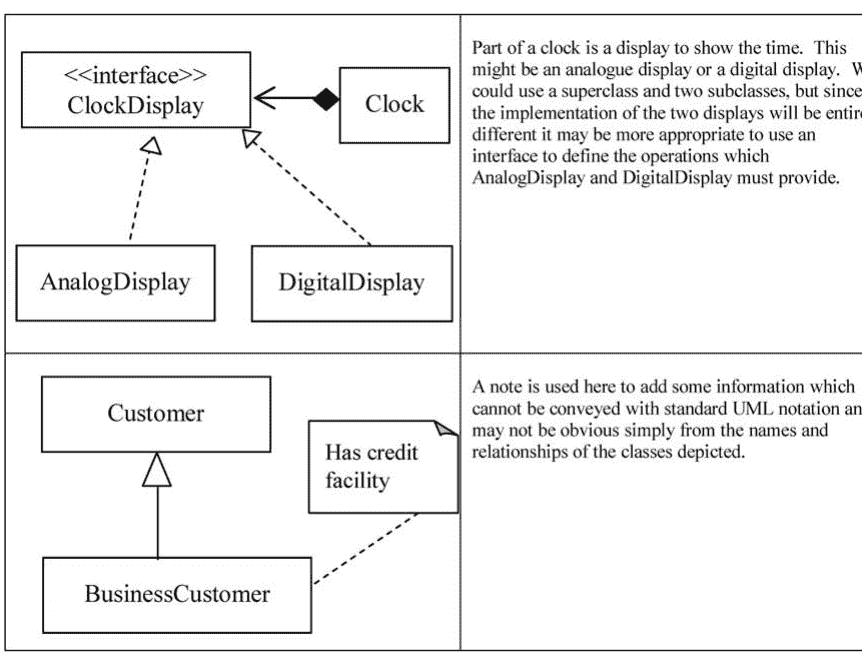 <<interface>>
ClockDisplay
Clock
AnalogDisplay
DigitalDisplay
Part of a clock is a display to show the time. This
might be an analogue display or a digital display.
could use a superclass and two subclasses, but since
the implementation of the two displays will be
different it may be more appropriate to use an
interface to define the operations which
AnalogDisplay and DigitalDisplay must provide.
Customer
Has credit
facility
BusinessCustomer
A note is used here to add some information which
cannot be conveyed with standard UML notation
may not be obvious simply from the names and
relationships of the classes depicted.